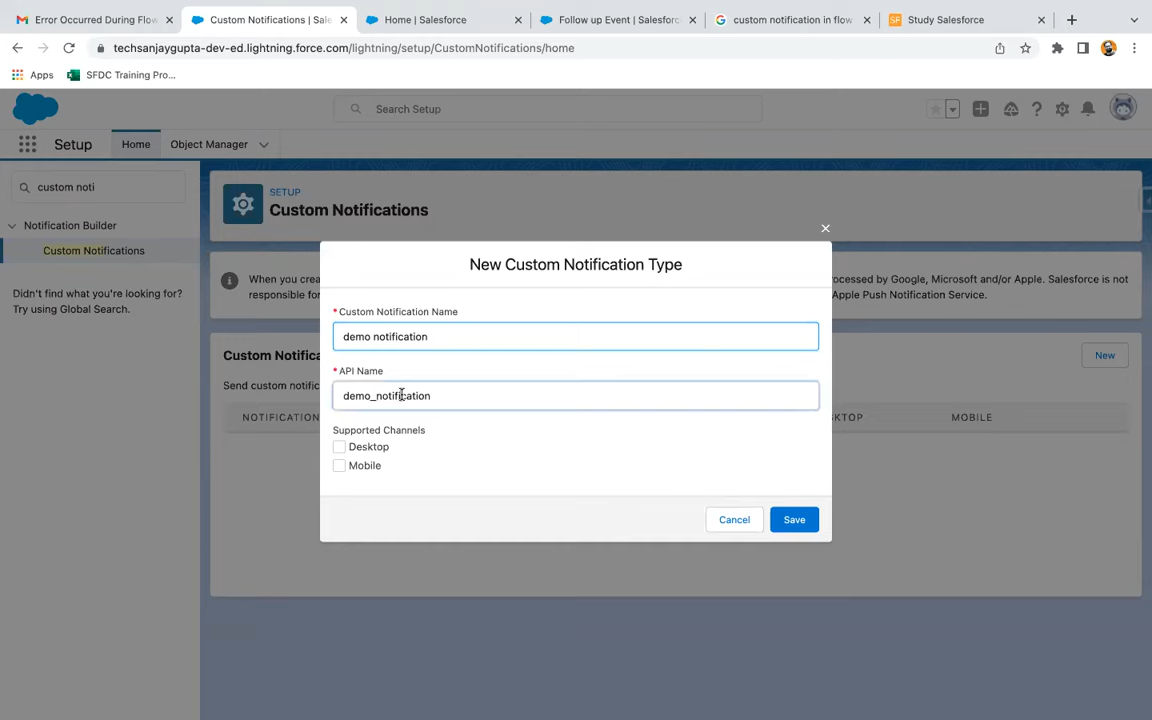 Error Occurred During Flow
Custom Notifications | Sale
Home | Salesforce
Follow up Event | Salesforc
custom notification in flow
Study Salesforce
techsanjaygupta-dev-ed.lightning.force.com/lightning/setup/CustomNotifications/home
Apps
SFDC Training Pro...
Search Setup
Setup
Home
Object Manager
custom noti
Notification Builder
Custom Notifications
Didn't find what you're looking for?
Try using Global Search.
SETUP
Custom Notifications
When you crea
rocessed by Google, Microsoft and/or Apple. Salesforce is not
responsible for
Apple Push Notification Service.
Custom Notifica
New
Send custom notific
NOTIFICATION
KTOP
MOBILE
New Custom Notification Type
* Custom Notification Name
demo notification
* API Name
demo_notification
Supported Channels
Desktop
Mobile
Cancel
Save